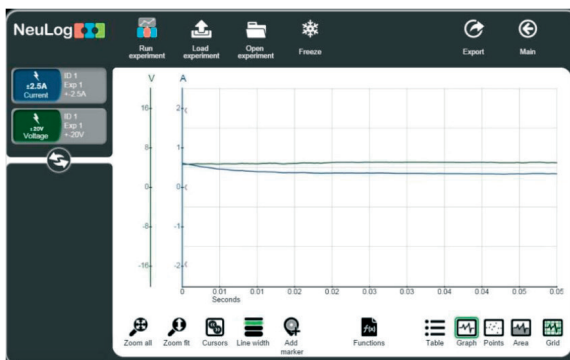 NeuLog
Run experiment
Load experiment
Open experiment
Freeze
Export
Main
±2.5A
Current
ID 1
Exp 1
+-2.5A
±20V
Voltage
ID 1
Exp 1
+-20V
V A
16 2
8 1
0 0
-8 -1
-16 -2
0 0.01 0.01 0.02 0.02 0.03 0.03 0.04 0.04 0.05 0.05
Seconds
Zoom all
Zoom fit
Cursors
Line width
Add marker
f(x)
Functions
Table
Graph
Points
Area
Grid